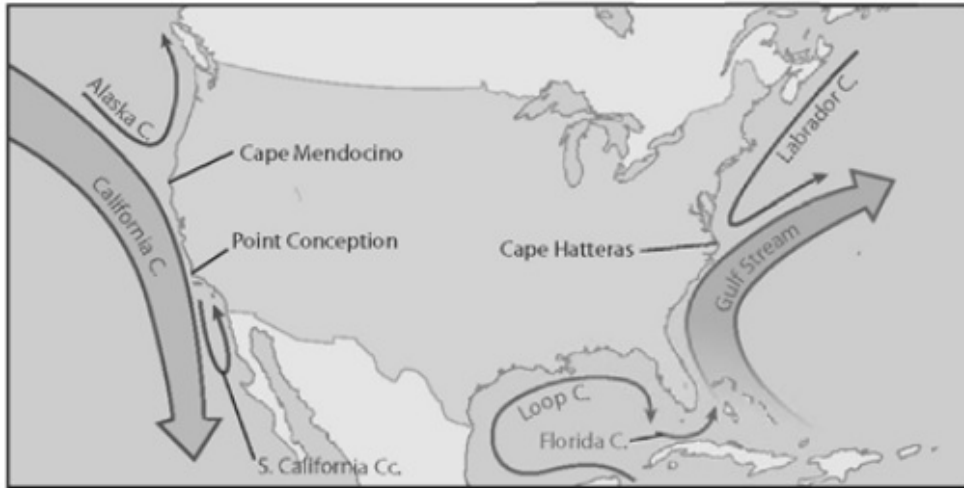 Alaska C.
Labrador C.
Cape Mendocino
California C.
Point Conception
Cape Hatteras
Gulf Stream
Loop C.
Florida C.
S. California Cc.